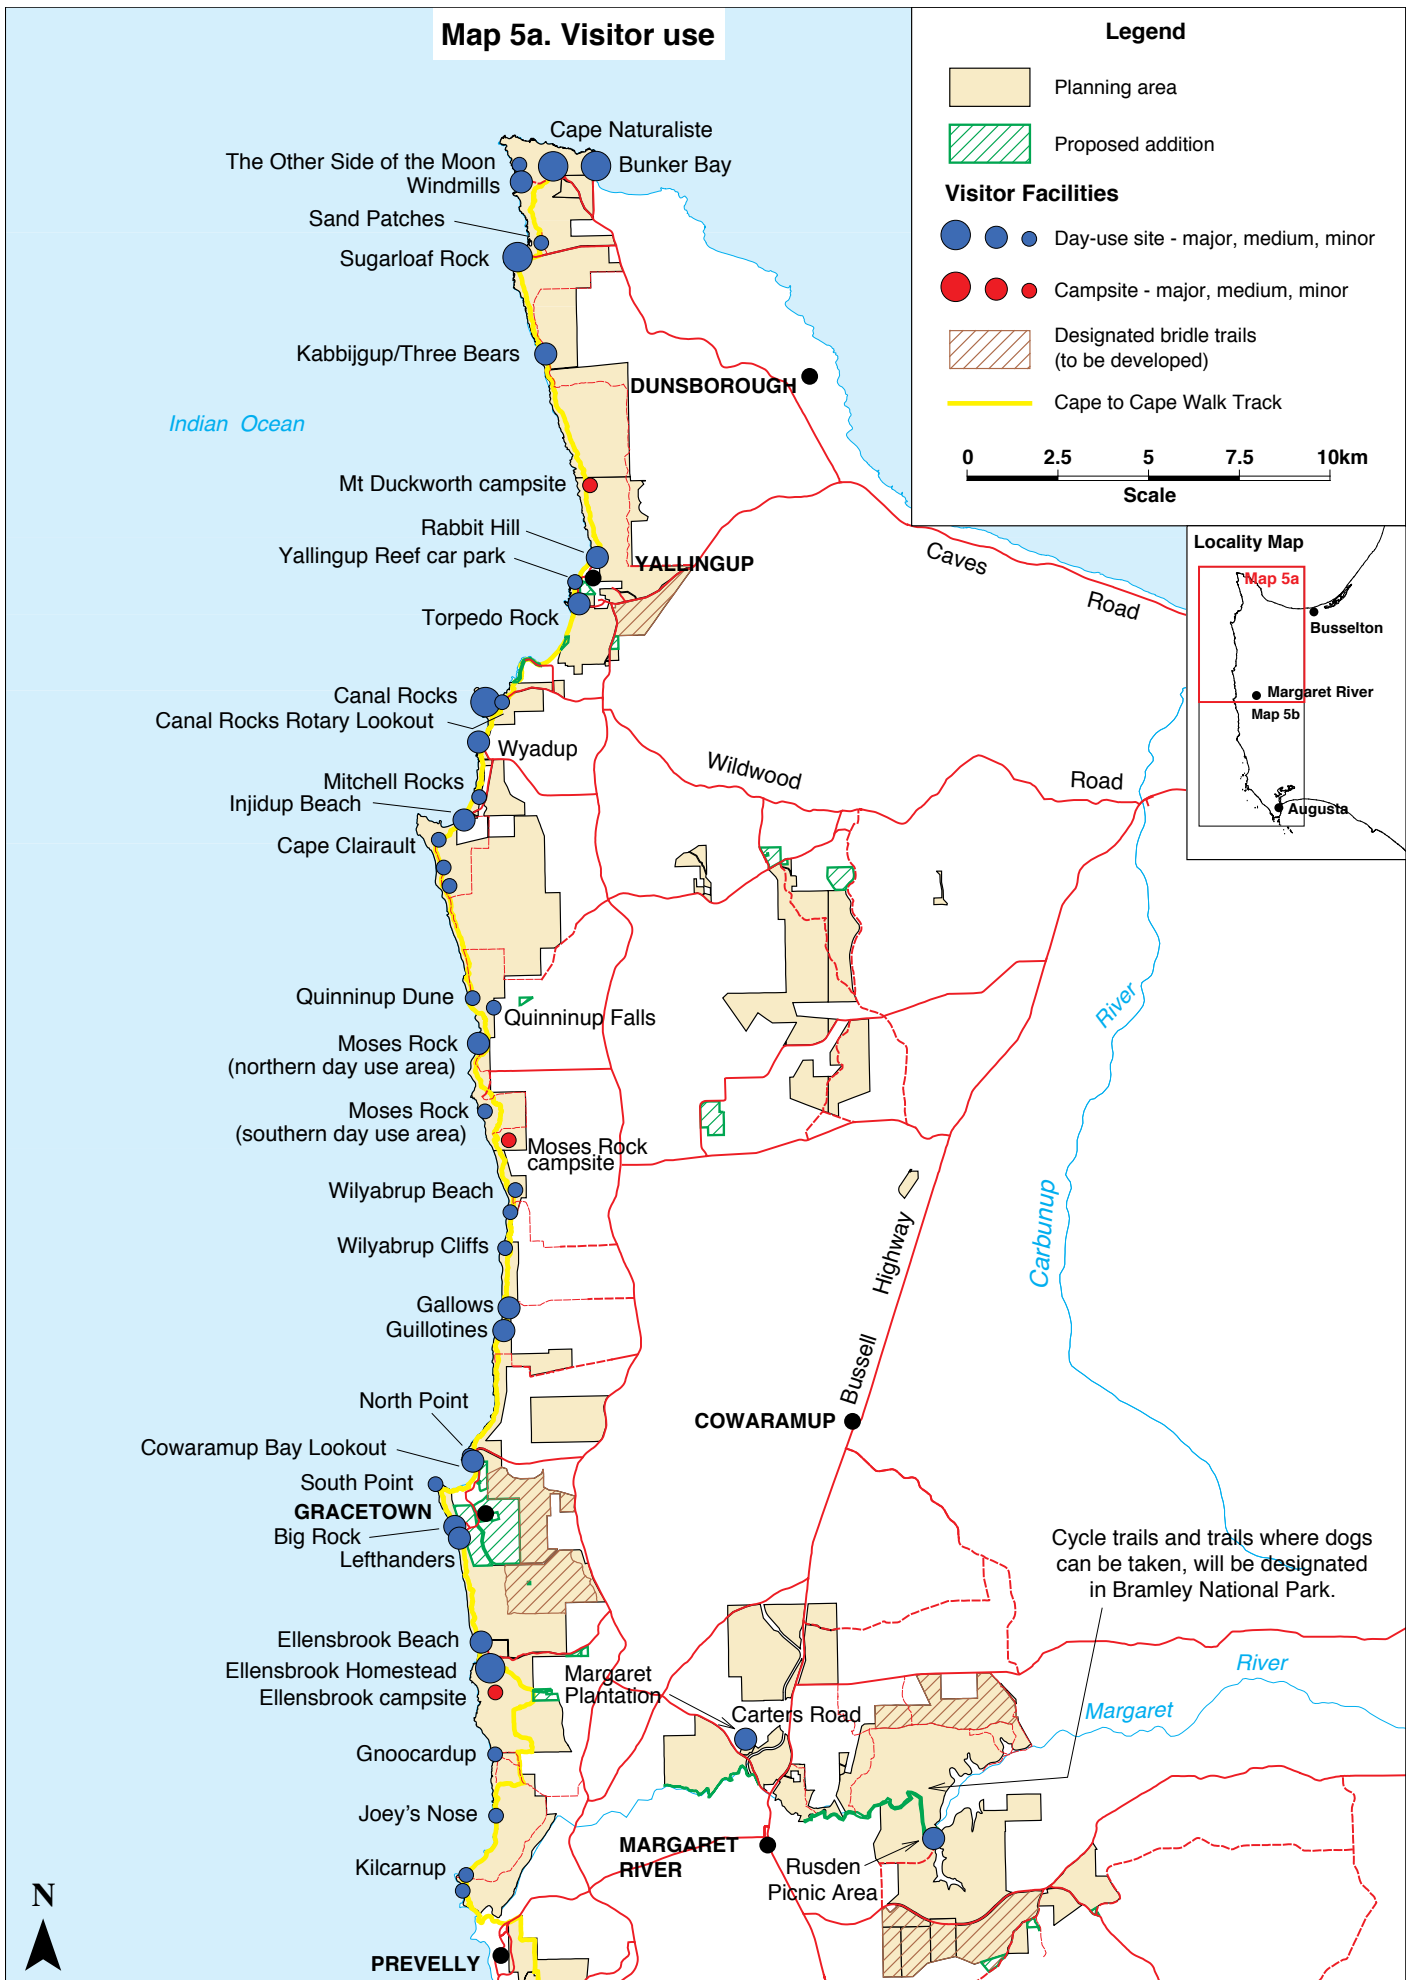 Map 5a. Visitor use
Legend
Planning area
Proposed addition
Visitor Facilities
Day-use site - major, medium, minor
Campsite - major, medium, minor
Designated bridle trails
(to be developed)
Cape to Cape Walk Track
0 2.5 5 7.5 10km
Scale
Locality Map
Map 5a
Busselton
Margaret River
Map 5b
Augusta
Cape Naturaliste
The Other Side of the Moon
Bunker Bay
Windmills
Sand Patches
Sugarloaf Rock
Kabbijgup/Three Bears
DUNSBOROUGH
Indian Ocean
Mt Duckworth campsite
Rabbit Hill
Yallingup Reef car park
YALLINGUP
Caves
Road
Torpedo Rock
Canal Rocks
Canal Rocks Rotary Lookout
Wyadup
Wildwood
Road
Mitchell Rocks
Injidup Beach
Cape Clairault
Quinninup Dune
Quinninup Falls
River
Moses Rock
(northern day use area)
Moses Rock
(southern day use area)
Moses Rock
campsite
Wilyabrup Beach
Carbunup
Wilyabrup Cliffs
Highway
Gallows
Guillotines
Bussell
North Point
COWARAMUP
Cowaramup Bay Lookout
South Point
GRACETOWN
Big Rock
Lefthanders
Cycle trails and trails where dogs
can be taken, will be designated
in Bramley National Park.
Ellensbrook Beach
Ellensbrook Homestead
Ellensbrook campsite
Margaret
Plantation
Carters Road
River
Margaret
Gnoocardup
Joey's Nose
MARGARET
RIVER
Kilcarnup
Rusden
Picnic Area
N
PREVELLY